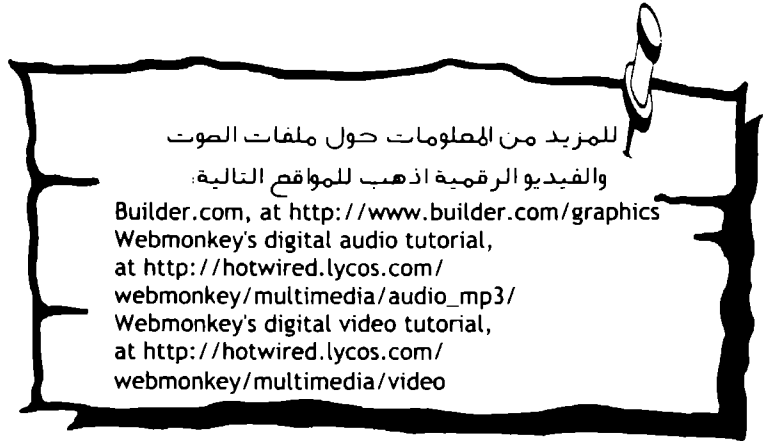 للمزيد من المعلومات حول ملفات الصوت
والفيديو الرقمية اذهب للمواقع التالية:
Builder.com, at http://www.builder.com/graphics
Webmonkey's digital audio tutorial,
at http://hotwired.lycos.com/
webmonkey/multimedia/audio_mp3/
Webmonkey's digital video tutorial,
at http://hotwired.lycos.com/
webmonkey/multimedia/video